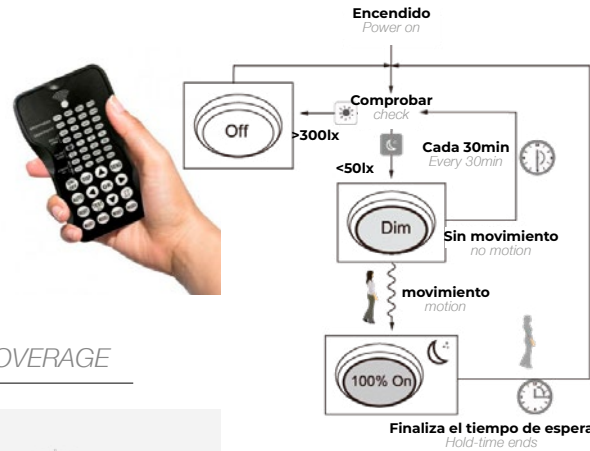 Encendido
Power on
Comprobar
check
Off
>300lx
Cada 30min
Every 30min
<50lx
Dim
Sin movimiento
no motion
movimiento
motion
OVERAGE
100% On
Finaliza el tiempo de espera
Hold-time ends